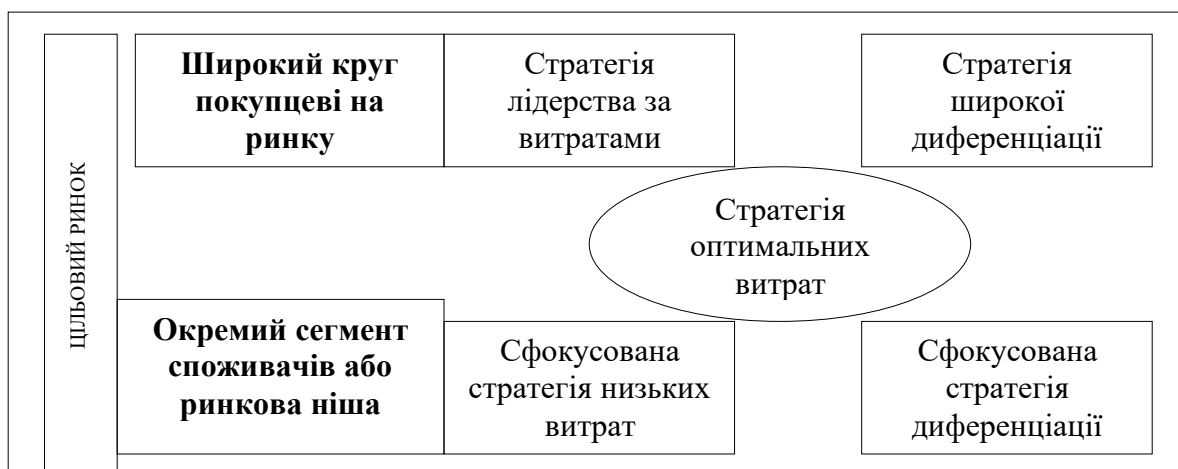 ЦІЛЬОВИЙ РИНОК
Широкий круг
покупцеві на
ринку
Стратегія
лідерства за
витратами
Стратегія
широкої
диференціації
Стратегія
оптимальних
витрат
Окремий сегмент
споживачів або
ринкова ніша
Сфокусована
стратегія низьких
витрат
Сфокусована
стратегія
диференціації